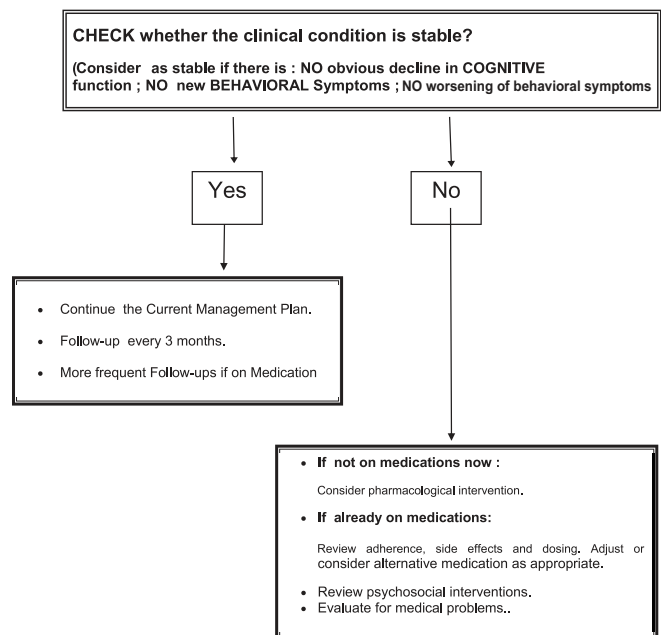 CHECK whether the clinical condition is stable?
(Consider as stable if there is : NO obvious decline in COGNITIVE
function ; NO new BEHAVIORAL Symptoms ; NO worsening of behavioral symptoms
Yes
No
• Continue the Current Management Plan.
• Follow-up every 3 months.
• More frequent Follow-ups if on Medication
• If not on medications now :
Consider pharmacological intervention.
• If already on medications:
Review adherence, side effects and dosing. Adjust or
consider alternative medication as appropriate.
• Review psychosocial interventions.
• Evaluate for medical problems..